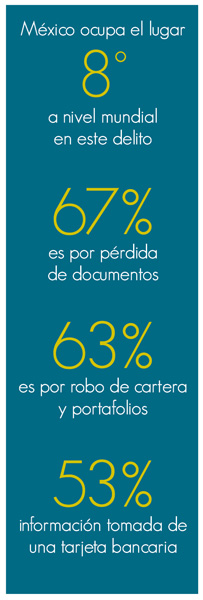 México ocupa el lugar
8°
a nivel mundial
en este delito
67%
es por pérdida
de documentos
63%
es por robo de cartera
y portafolios
53%
información tomada de
una tarjeta bancaria